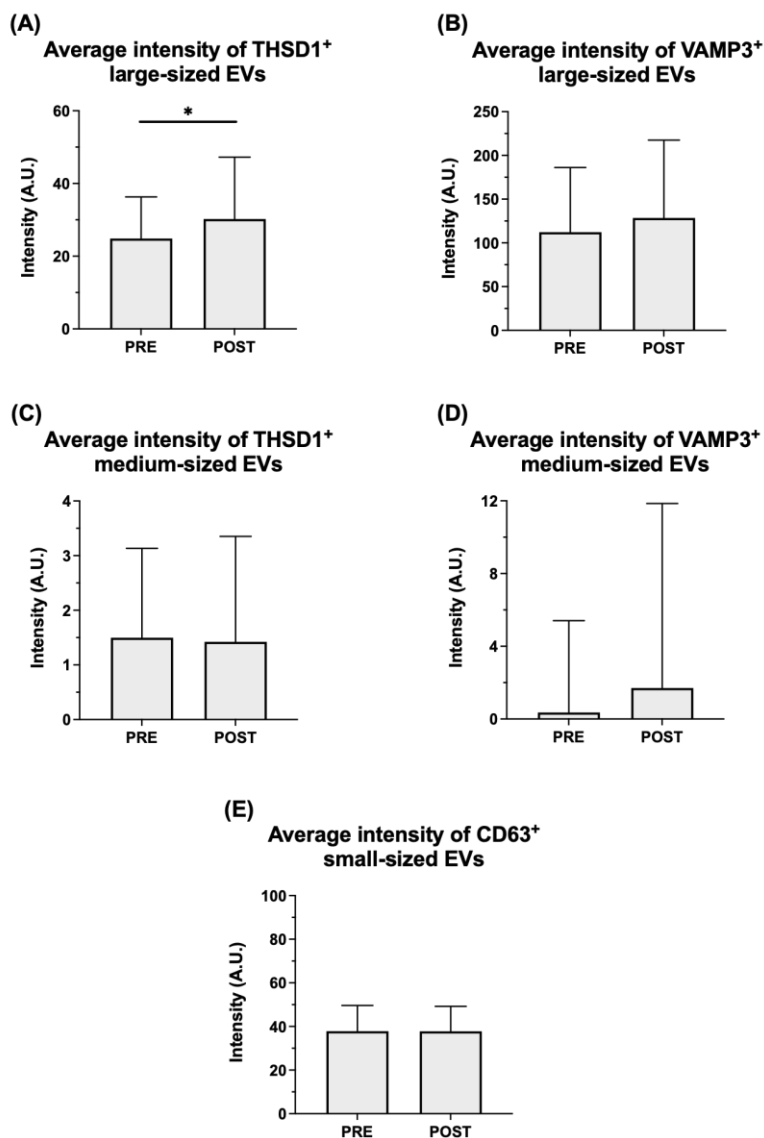 (A)
Average intensity of THSD1⁺
large-sized EVs
Intensity (A.U.)
60
40
20
0
*
PRE POST
(B)
Average intensity of VAMP3⁺
large-sized EVs
Intensity (A.U.)
250
200
150
100
50
0
PRE POST
(C)
Average intensity of THSD1⁺
medium-sized EVs
Intensity (A.U.)
4
3
2
1
0
PRE POST
(D)
Average intensity of VAMP3⁺
medium-sized EVs
Intensity (A.U.)
12
8
4
2
0
PRE POST
(E)
Average intensity of CD63⁺
small-sized EVs
Intensity (A.U.)
100
80
60
40
20
0
PRE POST